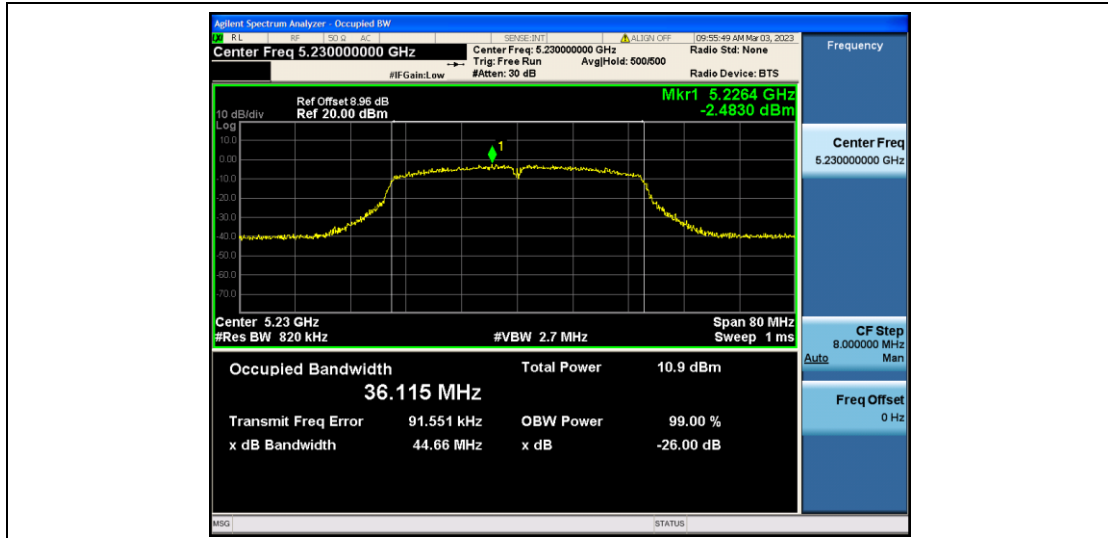 Agilent Spectrum Analyzer - Occupied BW
RL RF 50 Ω AC SENSE:INT ALIGN OFF 09:55:49 AM Mar 03, 2023
Center Freq 5.230000000 GHz
Center Freq: 5.230000000 GHz
Radio Std: None
Trig: Free Run Avg|Hold: 500/500
#IFGain:Low
#Atten: 30 dB
Radio Device: BTS
Frequency
Mkr1 5.2264 GHz
-2.4830 dBm
Ref Offset 8.96 dB
10 dB/div Ref 20.00 dBm
Log
10.0
0.00
-10.0
-20.0
-30.0
-40.0
-50.0
-60.0
-70.0
1
Center 5.23 GHz
Span 80 MHz
#Res BW 820 kHz
#VBW 2.7 MHz
Sweep 1 ms
Center Freq
5.230000000 GHz
CF Step
8.000000 MHz
Auto Man
Freq Offset
0 Hz
Occupied Bandwidth
36.115 MHz
Total Power 10.9 dBm
Transmit Freq Error 91.551 kHz OBW Power 99.00 %
x dB Bandwidth 44.66 MHz x dB -26.00 dB
MSG
STATUS